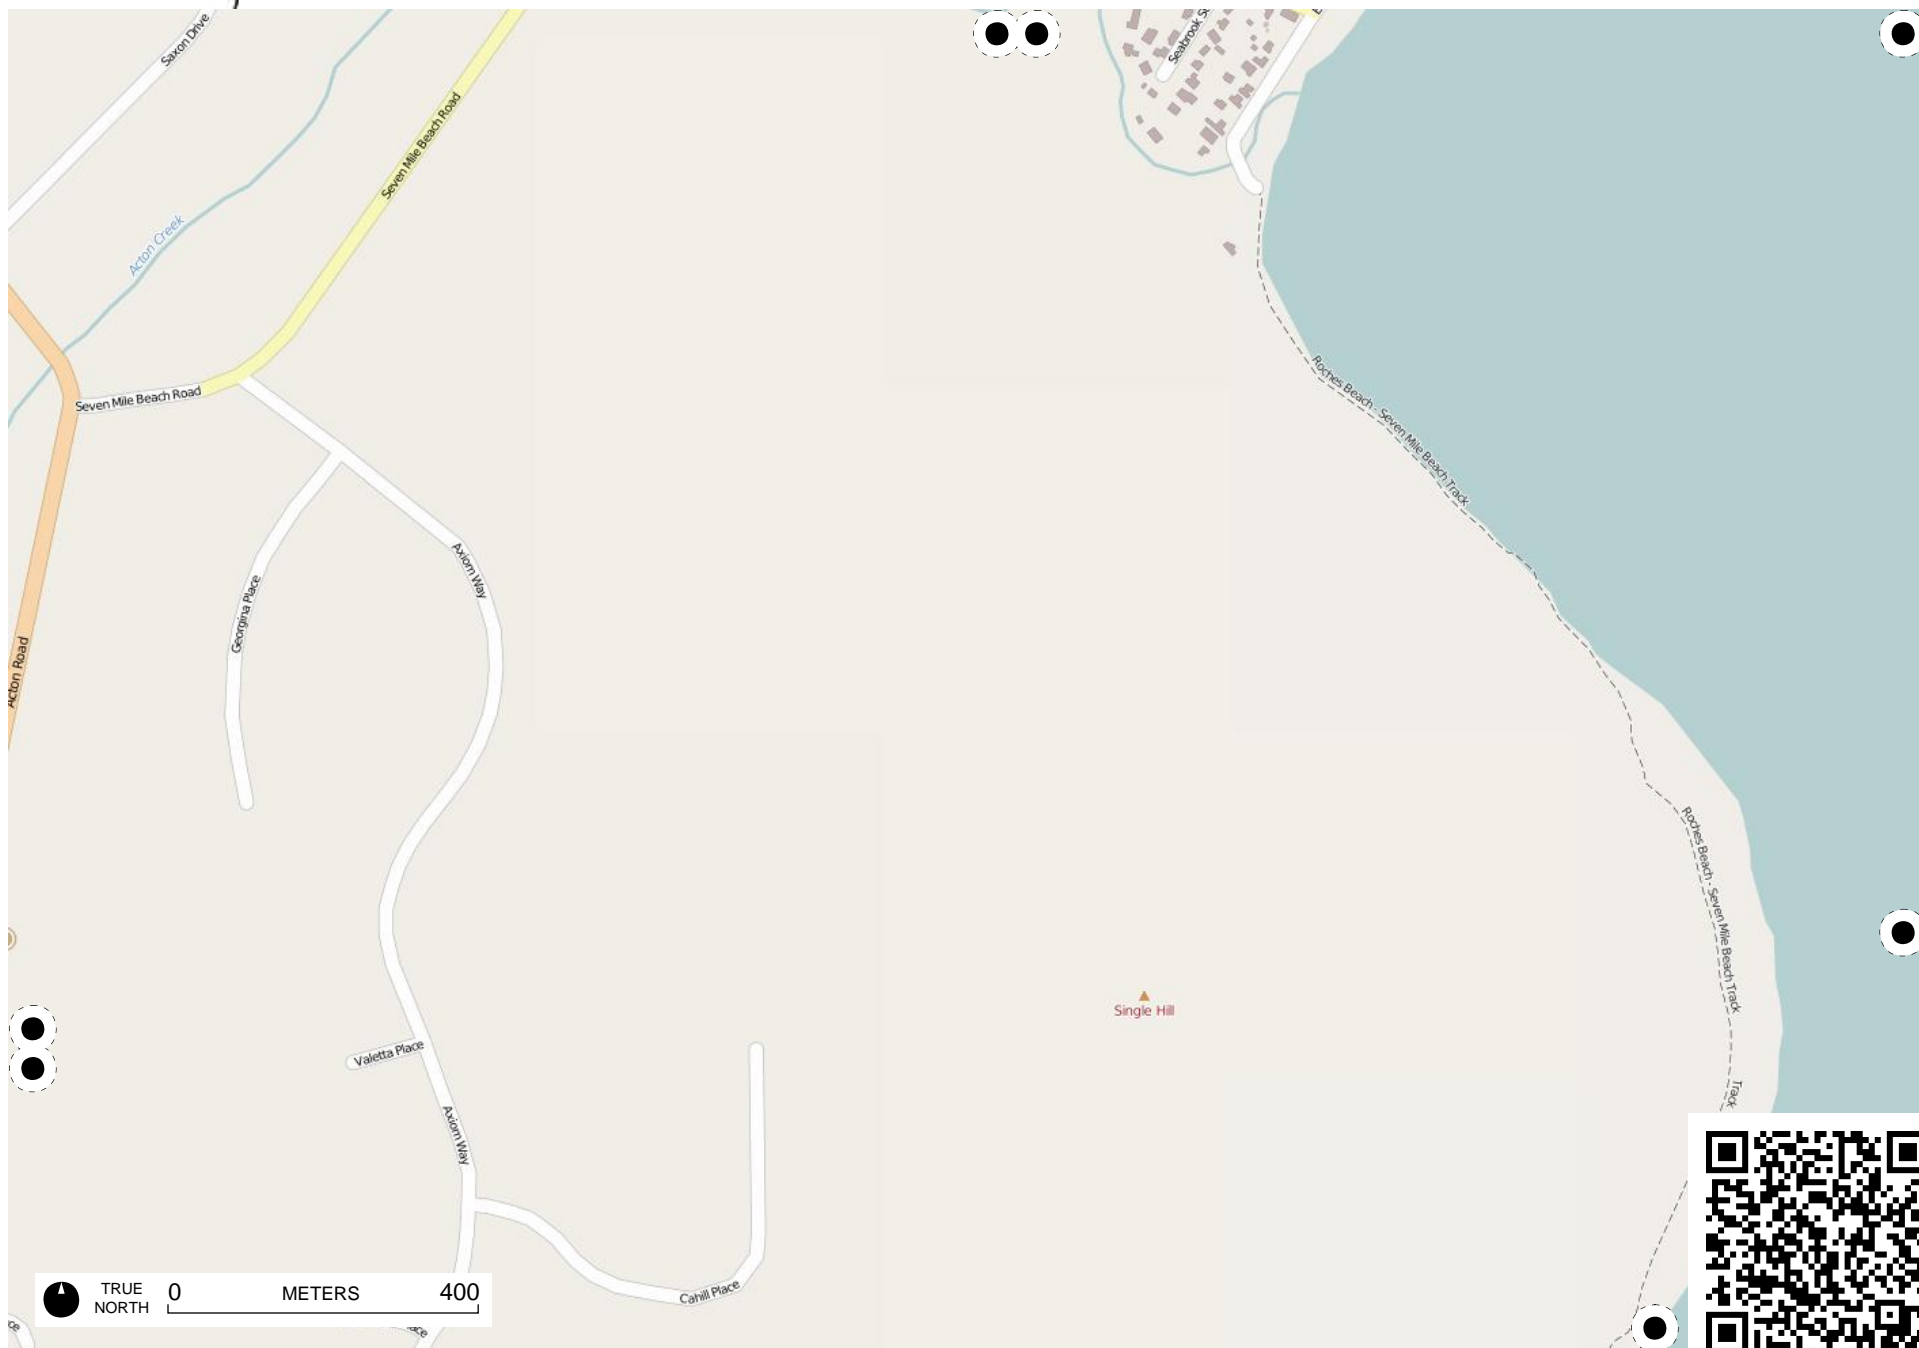 Saxon Drive
Seabrook
Seven Mile Beach Road
Acton Creek
Seven Mile Beach Road
Roches Beach - Seven Mile Beach Track
Axiom Way
Georgina Place
Acton Road
Roches Beach - Seven Mile Beach Track
Single Hill
Valetta Place
Track
Axiom Way
Cahill Place
TRUE NORTH
0 METERS 400